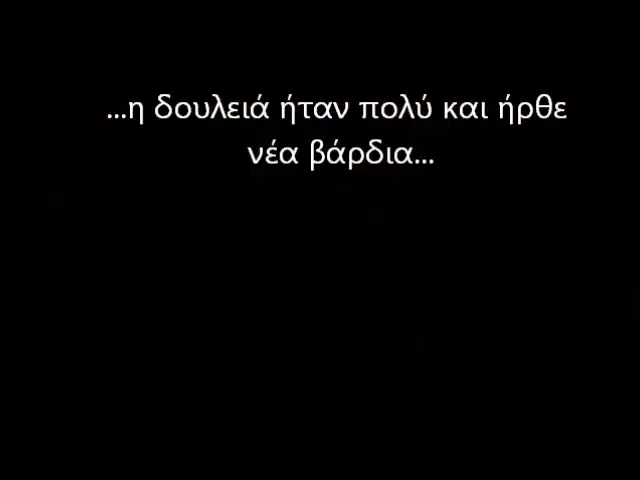 ...η δουλειά ήταν πολύ και ήρθε
νέα βάρδια...